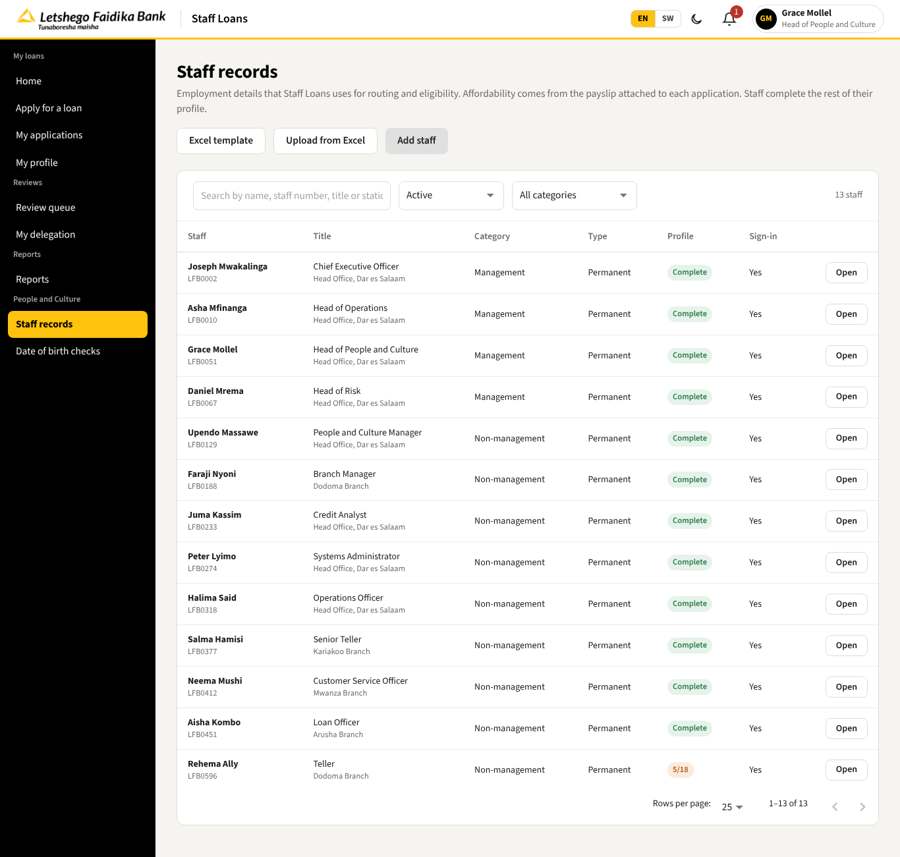 Letshego Faidika Bank
Tunaboresha maisha
Staff Loans
EN
SW
1
GM
Grace Mollel
Head of People and Culture
My loans
Home
Apply for a loan
My applications
My profile
Reviews
Review queue
My delegation
Reports
Reports
People and Culture
Staff records
Date of birth checks
Staff records
Employment details that Staff Loans uses for routing and eligibility. Affordability comes from the payslip attached to each application. Staff complete the rest of their
profile.
Excel template
Upload from Excel
Add staff
Search by name, staff number, title or static
Active
All categories
13 staff
Staff Title Category Type Profile Sign-in
Joseph Mwakalinga Chief Executive Officer Management Permanent Complete Yes Open
LFB0002 Head Office, Dar es Salaam
Asha Mfinanga Head of Operations Management Permanent Complete Yes Open
LFB0010 Head Office, Dar es Salaam
Grace Mollel Head of People and Culture Management Permanent Complete Yes Open
LFB0051 Head Office, Dar es Salaam
Daniel Mrema Head of Risk Management Permanent Complete Yes Open
LFB0067 Head Office, Dar es Salaam
Upendo Massawe People and Culture Manager Non-management Permanent Complete Yes Open
LFB0129 Head Office, Dar es Salaam
Faraji Nyoni Branch Manager Non-management Permanent Complete Yes Open
LFB0188 Dodoma Branch
Juma Kassim Credit Analyst Non-management Permanent Complete Yes Open
LFB0233 Head Office, Dar es Salaam
Peter Lyimo Systems Administrator Non-management Permanent Complete Yes Open
LFB0274 Head Office, Dar es Salaam
Halima Said Operations Officer Non-management Permanent Complete Yes Open
LFB0318 Head Office, Dar es Salaam
Salma Hamisi Senior Teller Non-management Permanent Complete Yes Open
LFB0377 Kariakoo Branch
Neema Mushi Customer Service Officer Non-management Permanent Complete Yes Open
LFB0412 Mwanza Branch
Aisha Kombo Loan Officer Non-management Permanent Complete Yes Open
LFB0451 Arusha Branch
Rehema Ally Teller Non-management Permanent 5/18 Yes Open
LFB0596 Dodoma Branch
Rows per page: 25 1–13 of 13